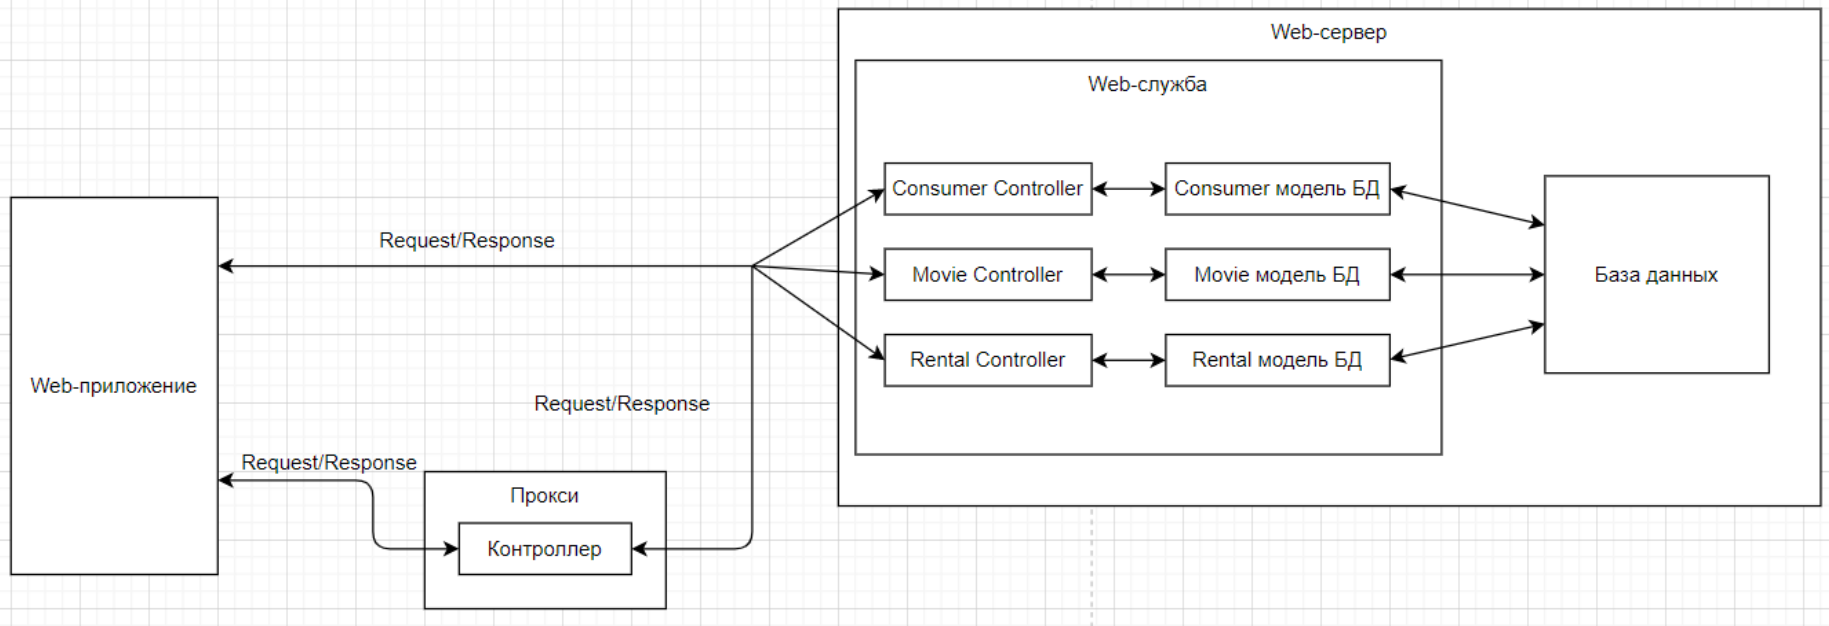 Web-сервер
Web-служба
Consumer Controller
Consumer модель БД
Request/Response
Movie Controller
Movie модель БД
База данных
Rental Controller
Rental модель БД
Web-приложение
Request/Response
Request/Response
Прокси
Контроллер